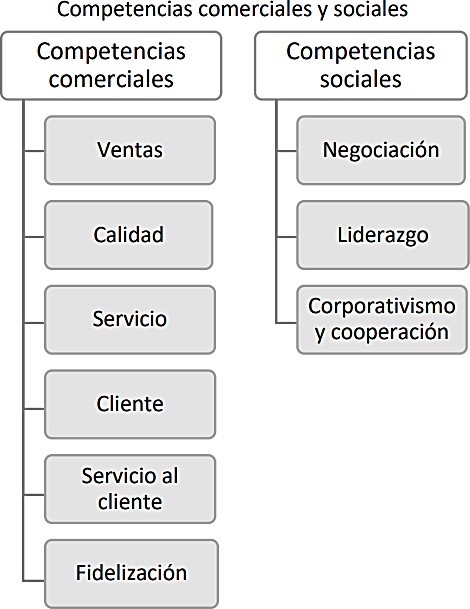 Competencias comerciales y sociales
Competencias
comerciales
Ventas
Calidad
Servicio
Cliente
Servicio al
cliente
Fidelización
Competencias
sociales
Negociación
Liderazgo
Corporativismo
y cooperación